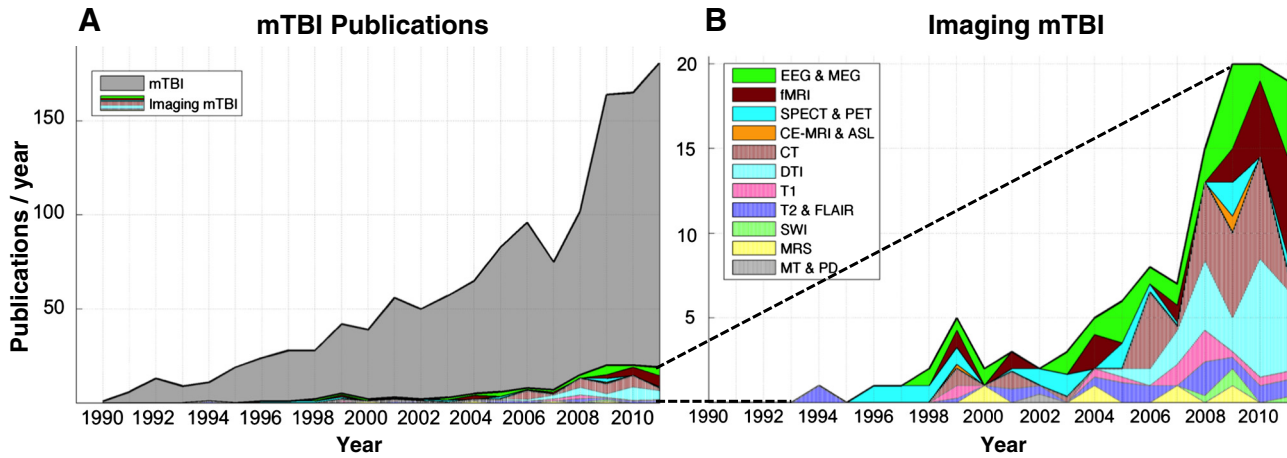 A
mTBI Publications
mTBI
Imaging mTBI
Publications / year
150
100
50
1990 1992 1994 1996 1998 2000 2002 2004 2006 2008 2010
Year
B
Imaging mTBI
EEG & MEG
fMRI
SPECT & PET
CE-MRI & ASL
CT
DTI
T1
T2 & FLAIR
SWI
MRS
MT & PD
20
15
10
5
1990 1992 1994 1996 1998 2000 2002 2004 2006 2008 2010
Year